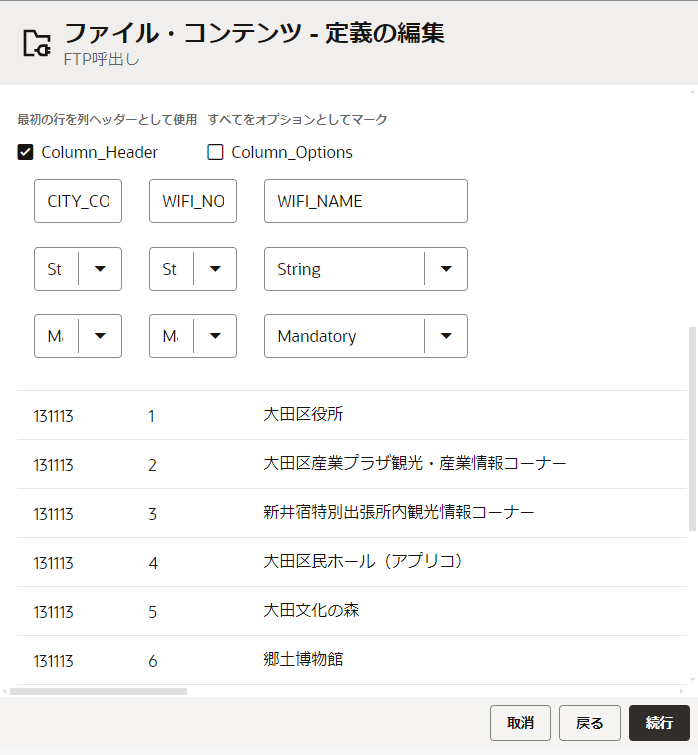 ファイル・コンテンツ - 定義の編集
FTP呼出し
最初の行を列ヘッダーとして使用 すべてをオプションとしてマーク
Column_Header Column_Options
CITY_CO WIFI_NO WIFI_NAME
St St String
Ma Ma Mandatory
131113 1 大田区役所
131113 2 大田区産業プラザ観光・産業情報コーナー
131113 3 新井宿特別出張所内観光情報コーナー
131113 4 大田区民ホール（アプリコ）
131113 5 大田文化の森
131113 6 郷土博物館
取消 戻る 続行